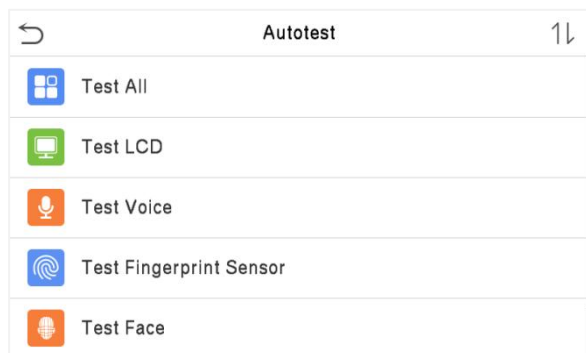 Autotest
Test All
Test LCD
Test Voice
Test Fingerprint Sensor
Test Face